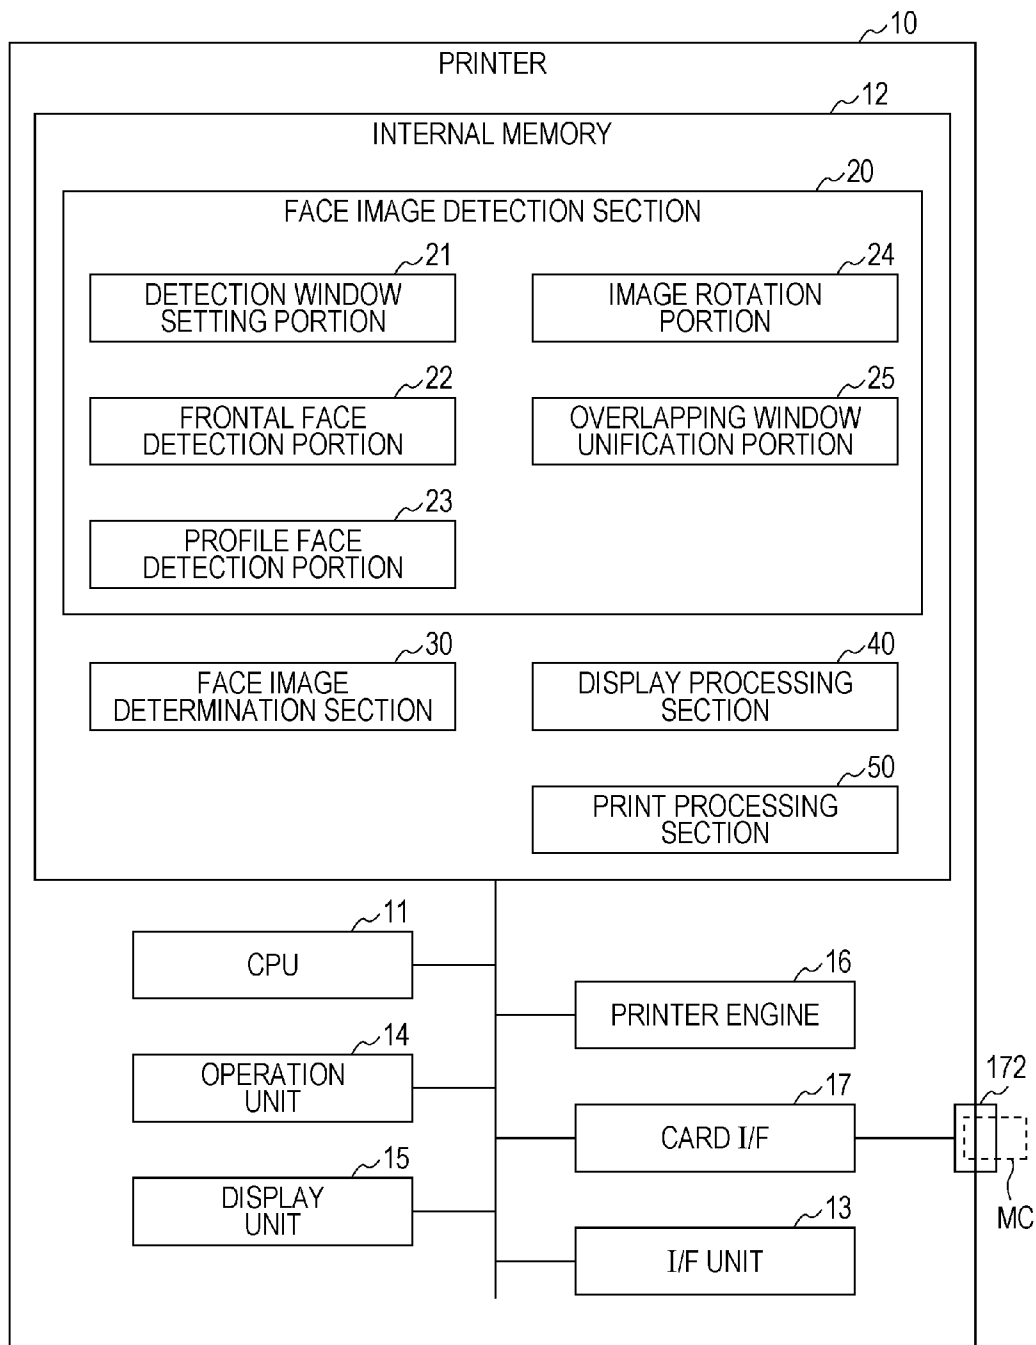 10
PRINTER
12
INTERNAL MEMORY
20
FACE IMAGE DETECTION SECTION
21
DETECTION WINDOW
SETTING PORTION
24
IMAGE ROTATION
PORTION
22
FRONTAL FACE
DETECTION PORTION
25
OVERLAPPING WINDOW
UNIFICATION PORTION
23
PROFILE FACE
DETECTION PORTION
30
FACE IMAGE
DETERMINATION SECTION
40
DISPLAY PROCESSING
SECTION
50
PRINT PROCESSING
SECTION
11
CPU
16
PRINTER ENGINE
14
OPERATION
UNIT
17
CARD I/F
172
MC
15
DISPLAY
UNIT
13
I/F UNIT